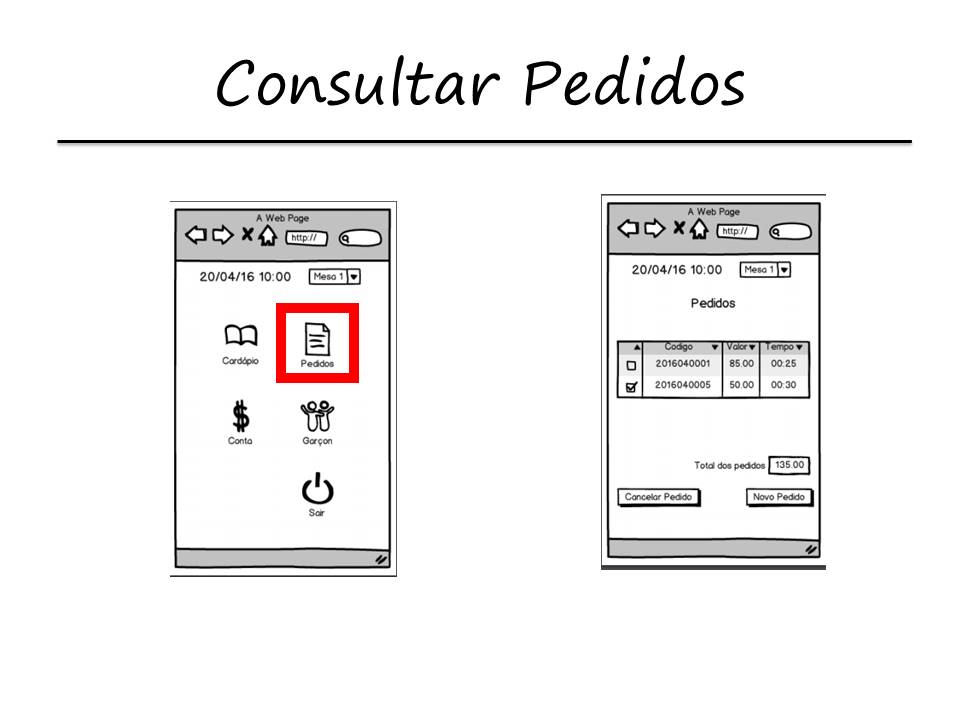 Consultar Pedidos
A Web Page
http://
20/04/16 10:00 Mesa 1
Cardápio Pedidos
Conta Garçon
Sair
A Web Page
http://
20/04/16 10:00 Mesa 1
Pedidos
Codigo Valor Tempo
2016040001 85.00 00:25
2016040005 50.00 00:30
Total dos pedidos 135.00
Cancelar Pedido Novo Pedido